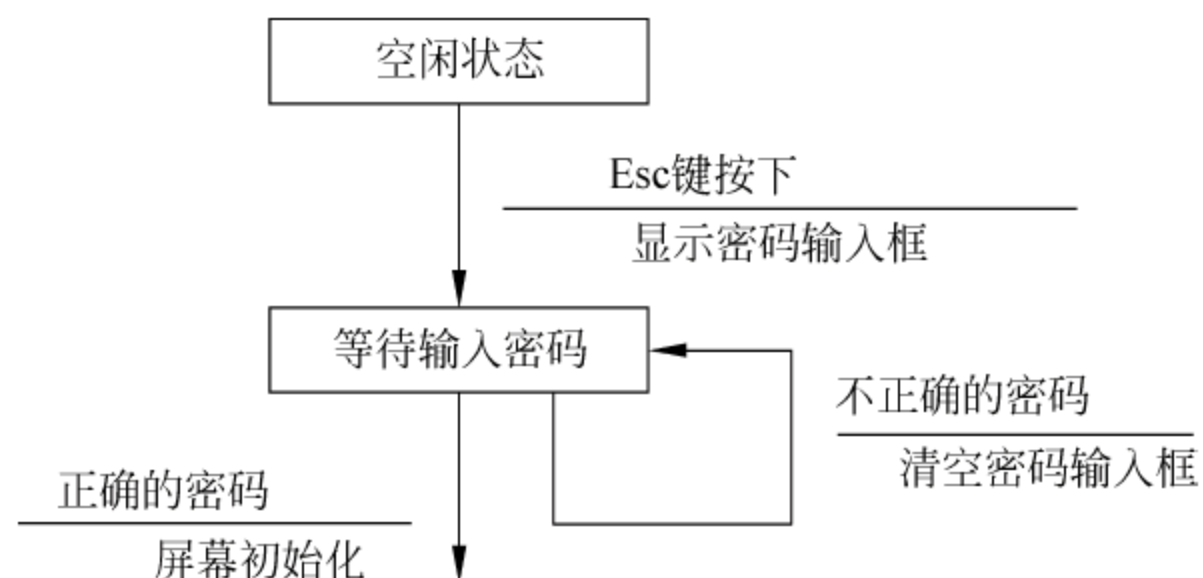 空闲状态
Esc键按下
显示密码输入框
等待输入密码
不正确的密码
清空密码输入框
正确的密码
屏幕初始化